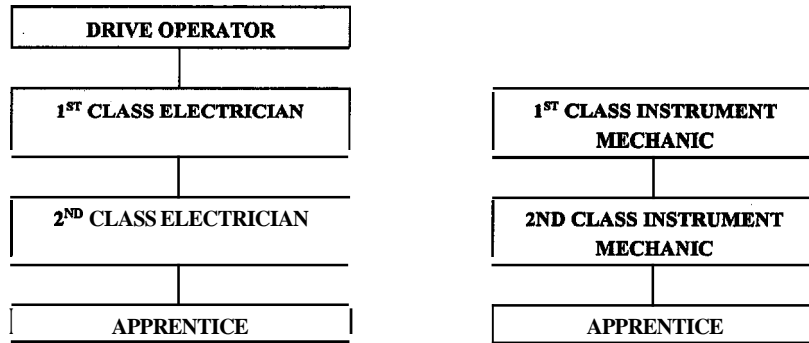 DRIVE OPERATOR
1ST CLASS ELECTRICIAN
2ND CLASS ELECTRICIAN
APPRENTICE
1ST CLASS INSTRUMENT
MECHANIC
2ND CLASS INSTRUMENT
MECHANIC
APPRENTICE